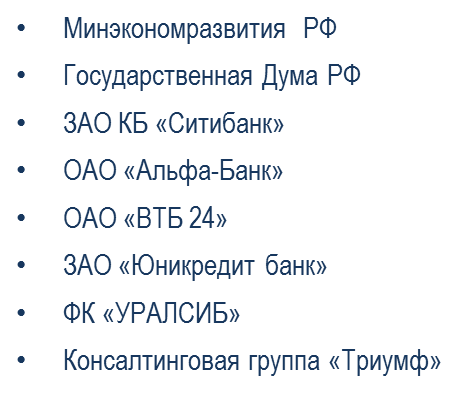 • Минэкономразвития РФ
• Государственная Дума РФ
• ЗАО КБ «Ситибанк»
• ОАО «Альфа-Банк»
• ОАО «ВТБ 24»
• ЗАО «Юникредит банк»
• ФК «УРАЛСИБ»
• Консалтинговая группа «Триумф»